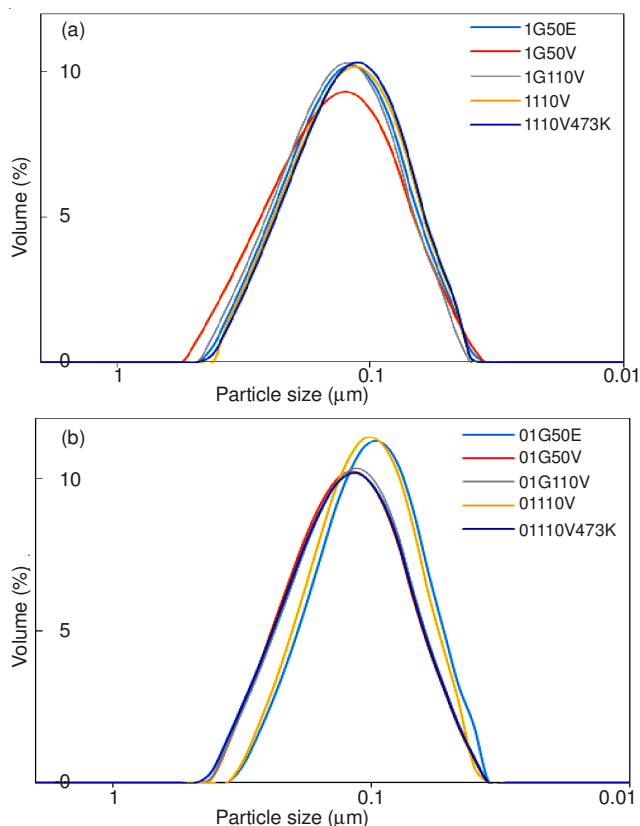 (a)
1G50E
1G50V
1G110V
1110V
1110V473K
10
5
0
Volume (%)
1
0.1
0.01
Particle size (μm)
(b)
01G50E
01G50V
01G110V
01110V
01110V473K
10
5
0
Volume (%)
1
0.1
0.01
Particle size (μm)